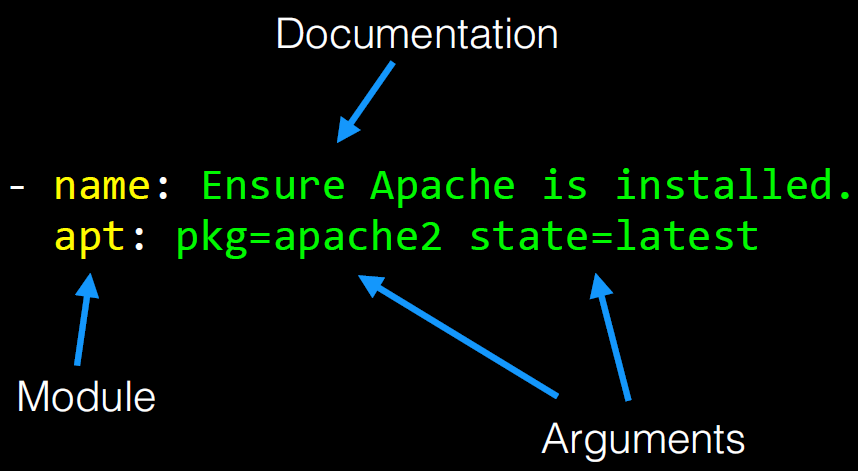 Documentation
- name: Ensure Apache is installed.
apt: pkg=apache2 state=latest
Module
Arguments